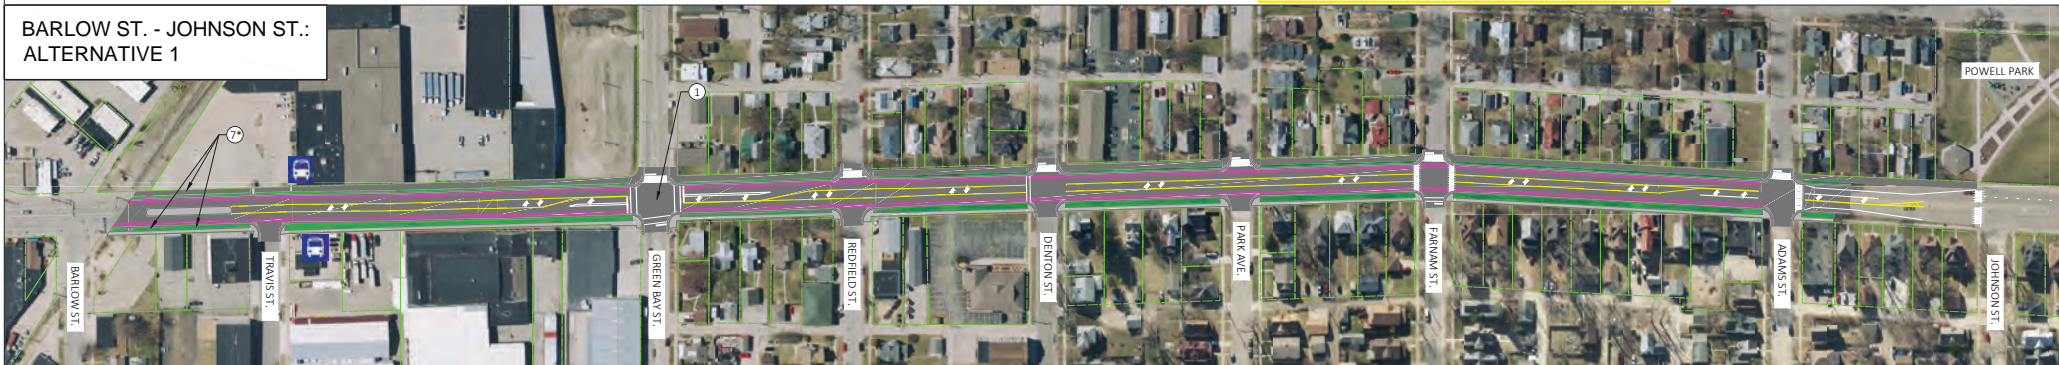 BARLOW ST. - JOHNSON ST.:
ALTERNATIVE 1
POWELL PARK
1
7*
BARLOW ST.
TRAVIS ST.
GREEN BAY ST.
REDFIELD ST.
DENTON ST.
PARK AVE.
FARNAM ST.
ADAMS ST.
JOHNSON ST.